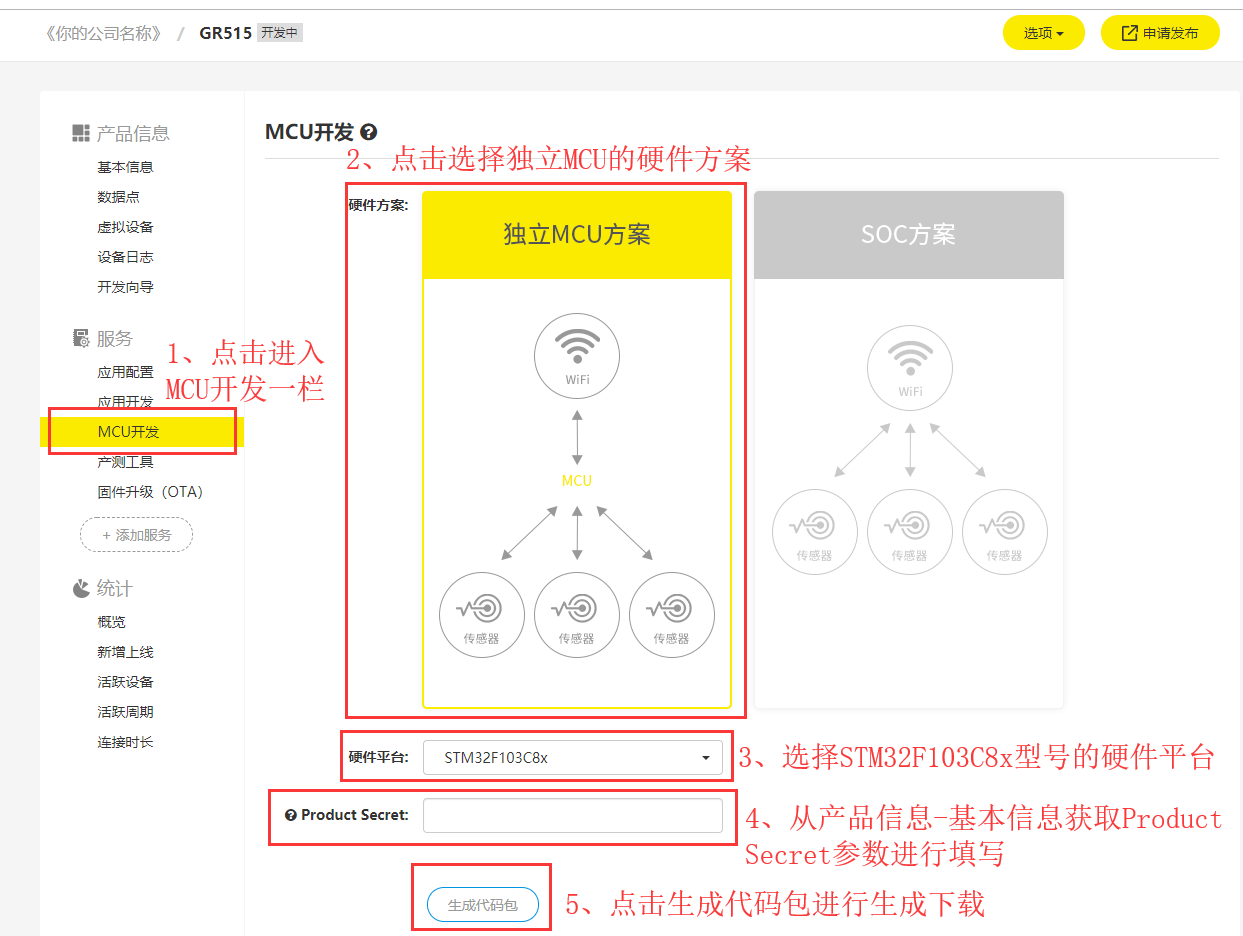 《你的公司名称》 / GR515 开发中
选项
申请发布
产品信息
基本信息
数据点
虚拟设备
设备日志
开发向导
服务
应用配置
应用开发
MCU开发
产测工具
固件升级（OTA）
+ 添加服务
统计
概览
新增上线
活跃设备
活跃周期
连接时长
1、点击进入
MCU开发一栏
MCU开发
2、点击选择独立MCU的硬件方案
硬件方案:
独立MCU方案
WiFi
MCU
传感器
传感器
传感器
SOC方案
WiFi
传感器
传感器
传感器
硬件平台:
STM32F103C8x
3、选择STM32F103C8x型号的硬件平台
Product Secret:
4、从产品信息-基本信息获取Product
Secret参数进行填写
生成代码包
5、点击生成代码包进行生成下载